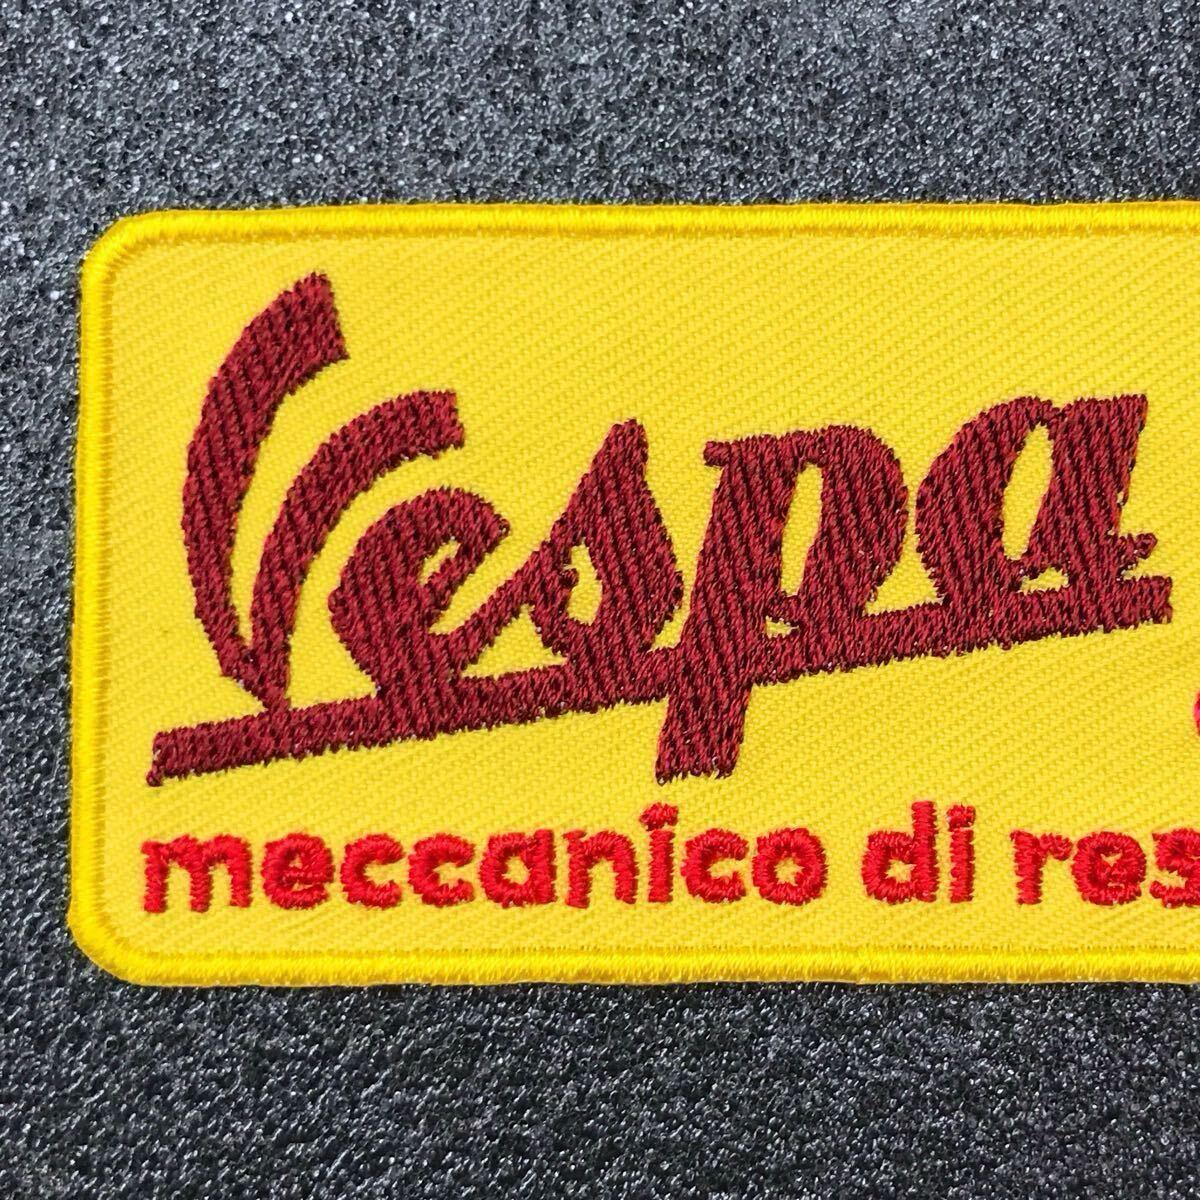 Vespa
meccanico di res